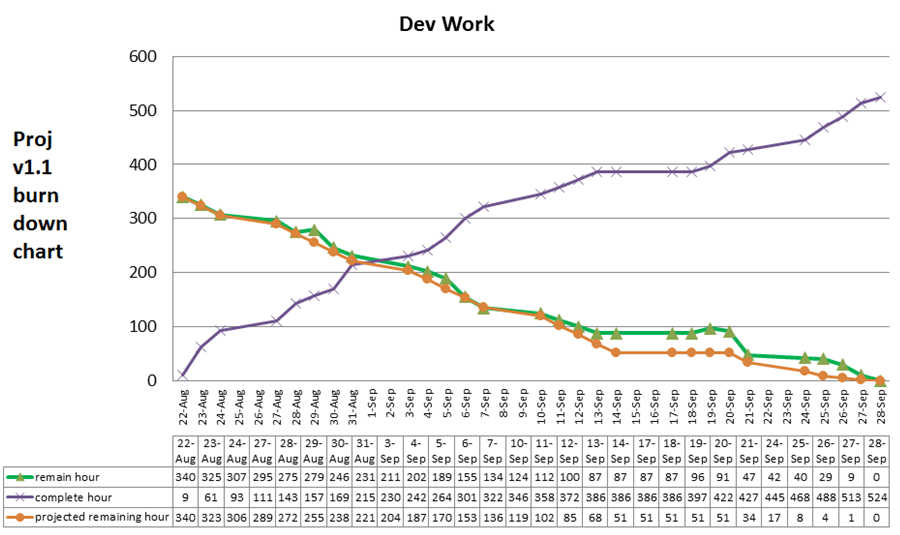 Dev Work
Proj
v1.1
burn
down
chart
600
500
400
300
200
100
0
22-Aug
23-Aug
24-Aug
25-Aug
26-Aug
27-Aug
28-Aug
29-Aug
30-Aug
31-Aug
1-Sep
2-Sep
3-Sep
4-Sep
5-Sep
6-Sep
7-Sep
8-Sep
9-Sep
10-Sep
11-Sep
12-Sep
13-Sep
14-Sep
15-Sep
16-Sep
17-Sep
18-Sep
19-Sep
20-Sep
21-Sep
22-Sep
23-Sep
24-Sep
25-Sep
26-Sep
27-Sep
28-Sep
22- 23- 24- 27- 28- 29- 30- 31- 3- 4- 5- 6- 7- 10- 11- 12- 13- 14- 17- 18- 19- 20- 21- 24- 25- 26- 27- 28-
Aug Aug Aug Aug Aug Aug Aug Aug Sep Sep Sep Sep Sep Sep Sep Sep Sep Sep Sep Sep Sep Sep Sep Sep Sep Sep Sep Sep
remain hour 340 325 307 295 275 279 246 231 211 202 189 155 134 124 112 100 87 87 87 87 96 91 47 42 40 29 9 0
complete hour 9 61 93 111 143 157 169 215 230 242 264 301 322 346 358 372 386 386 386 386 397 422 427 445 468 488 513 524
projected remaining hour 340 323 306 289 272 255 238 221 204 187 170 153 136 119 102 85 68 51 51 51 51 51 34 17 8 4 1 0